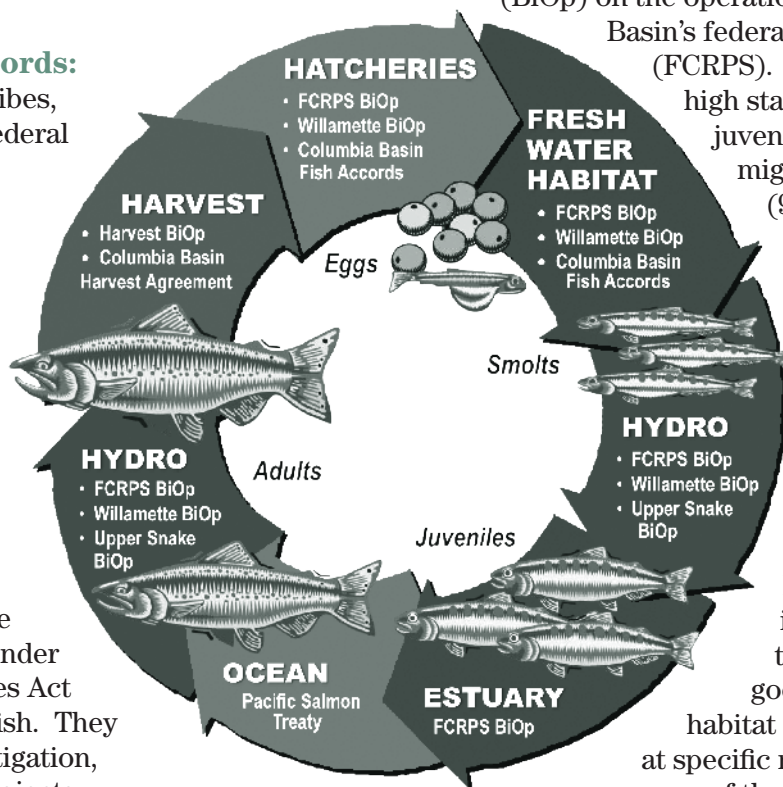 (BiOp) on the operatio
Basin's federa
(FCRPS).
high sta
juven
mig
ords:
ibes,
ederal
HATCHERIES
• FCRPS BiOp
• Willamette BiOp
• Columbia Basin
Fish Accords
FRESH
WATER
HABITAT
• FCRPS BiOp
• Willamette BiOp
• Columbia Basin
Fish Accords
HARVEST
• Harvest BiOp
• Columbia Basin
Harvest Agreement
Eggs
Smolts
HYDRO
• FCRPS BiOp
• Willamette BiOp
• Upper Snake
BiOp
HYDRO
• FCRPS BiOp
• Willamette BiOp
• Upper Snake
BiOp
Adults
Juveniles
OCEAN
Pacific Salmon
Treaty
ESTUARY
FCRPS BiOp
e
nder
es Act
ish. They
tigation,
goo
habitat
at specific